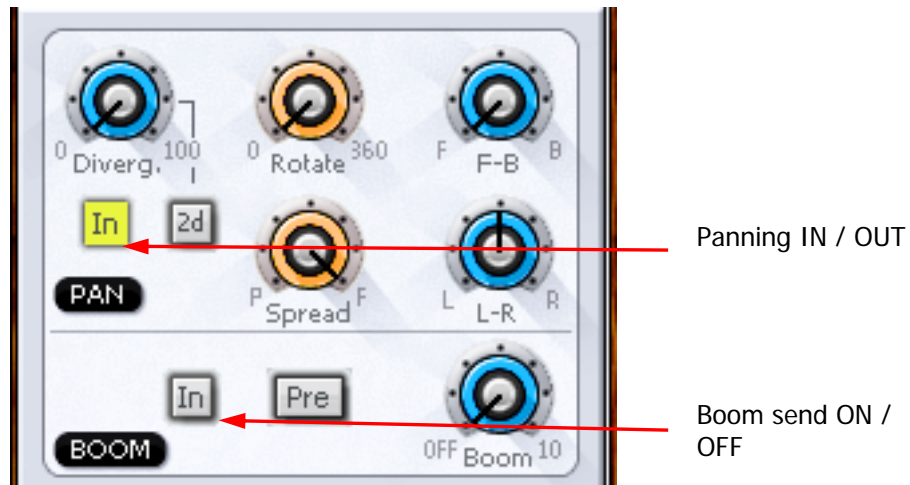 0 Diverg. 100
0 Rotate 360
F F-B B
In 2d
Panning IN / OUT
PAN
P Spread F
L L-R R
In Pre
Boom send ON /
OFF
BOOM
OFF Boom 10